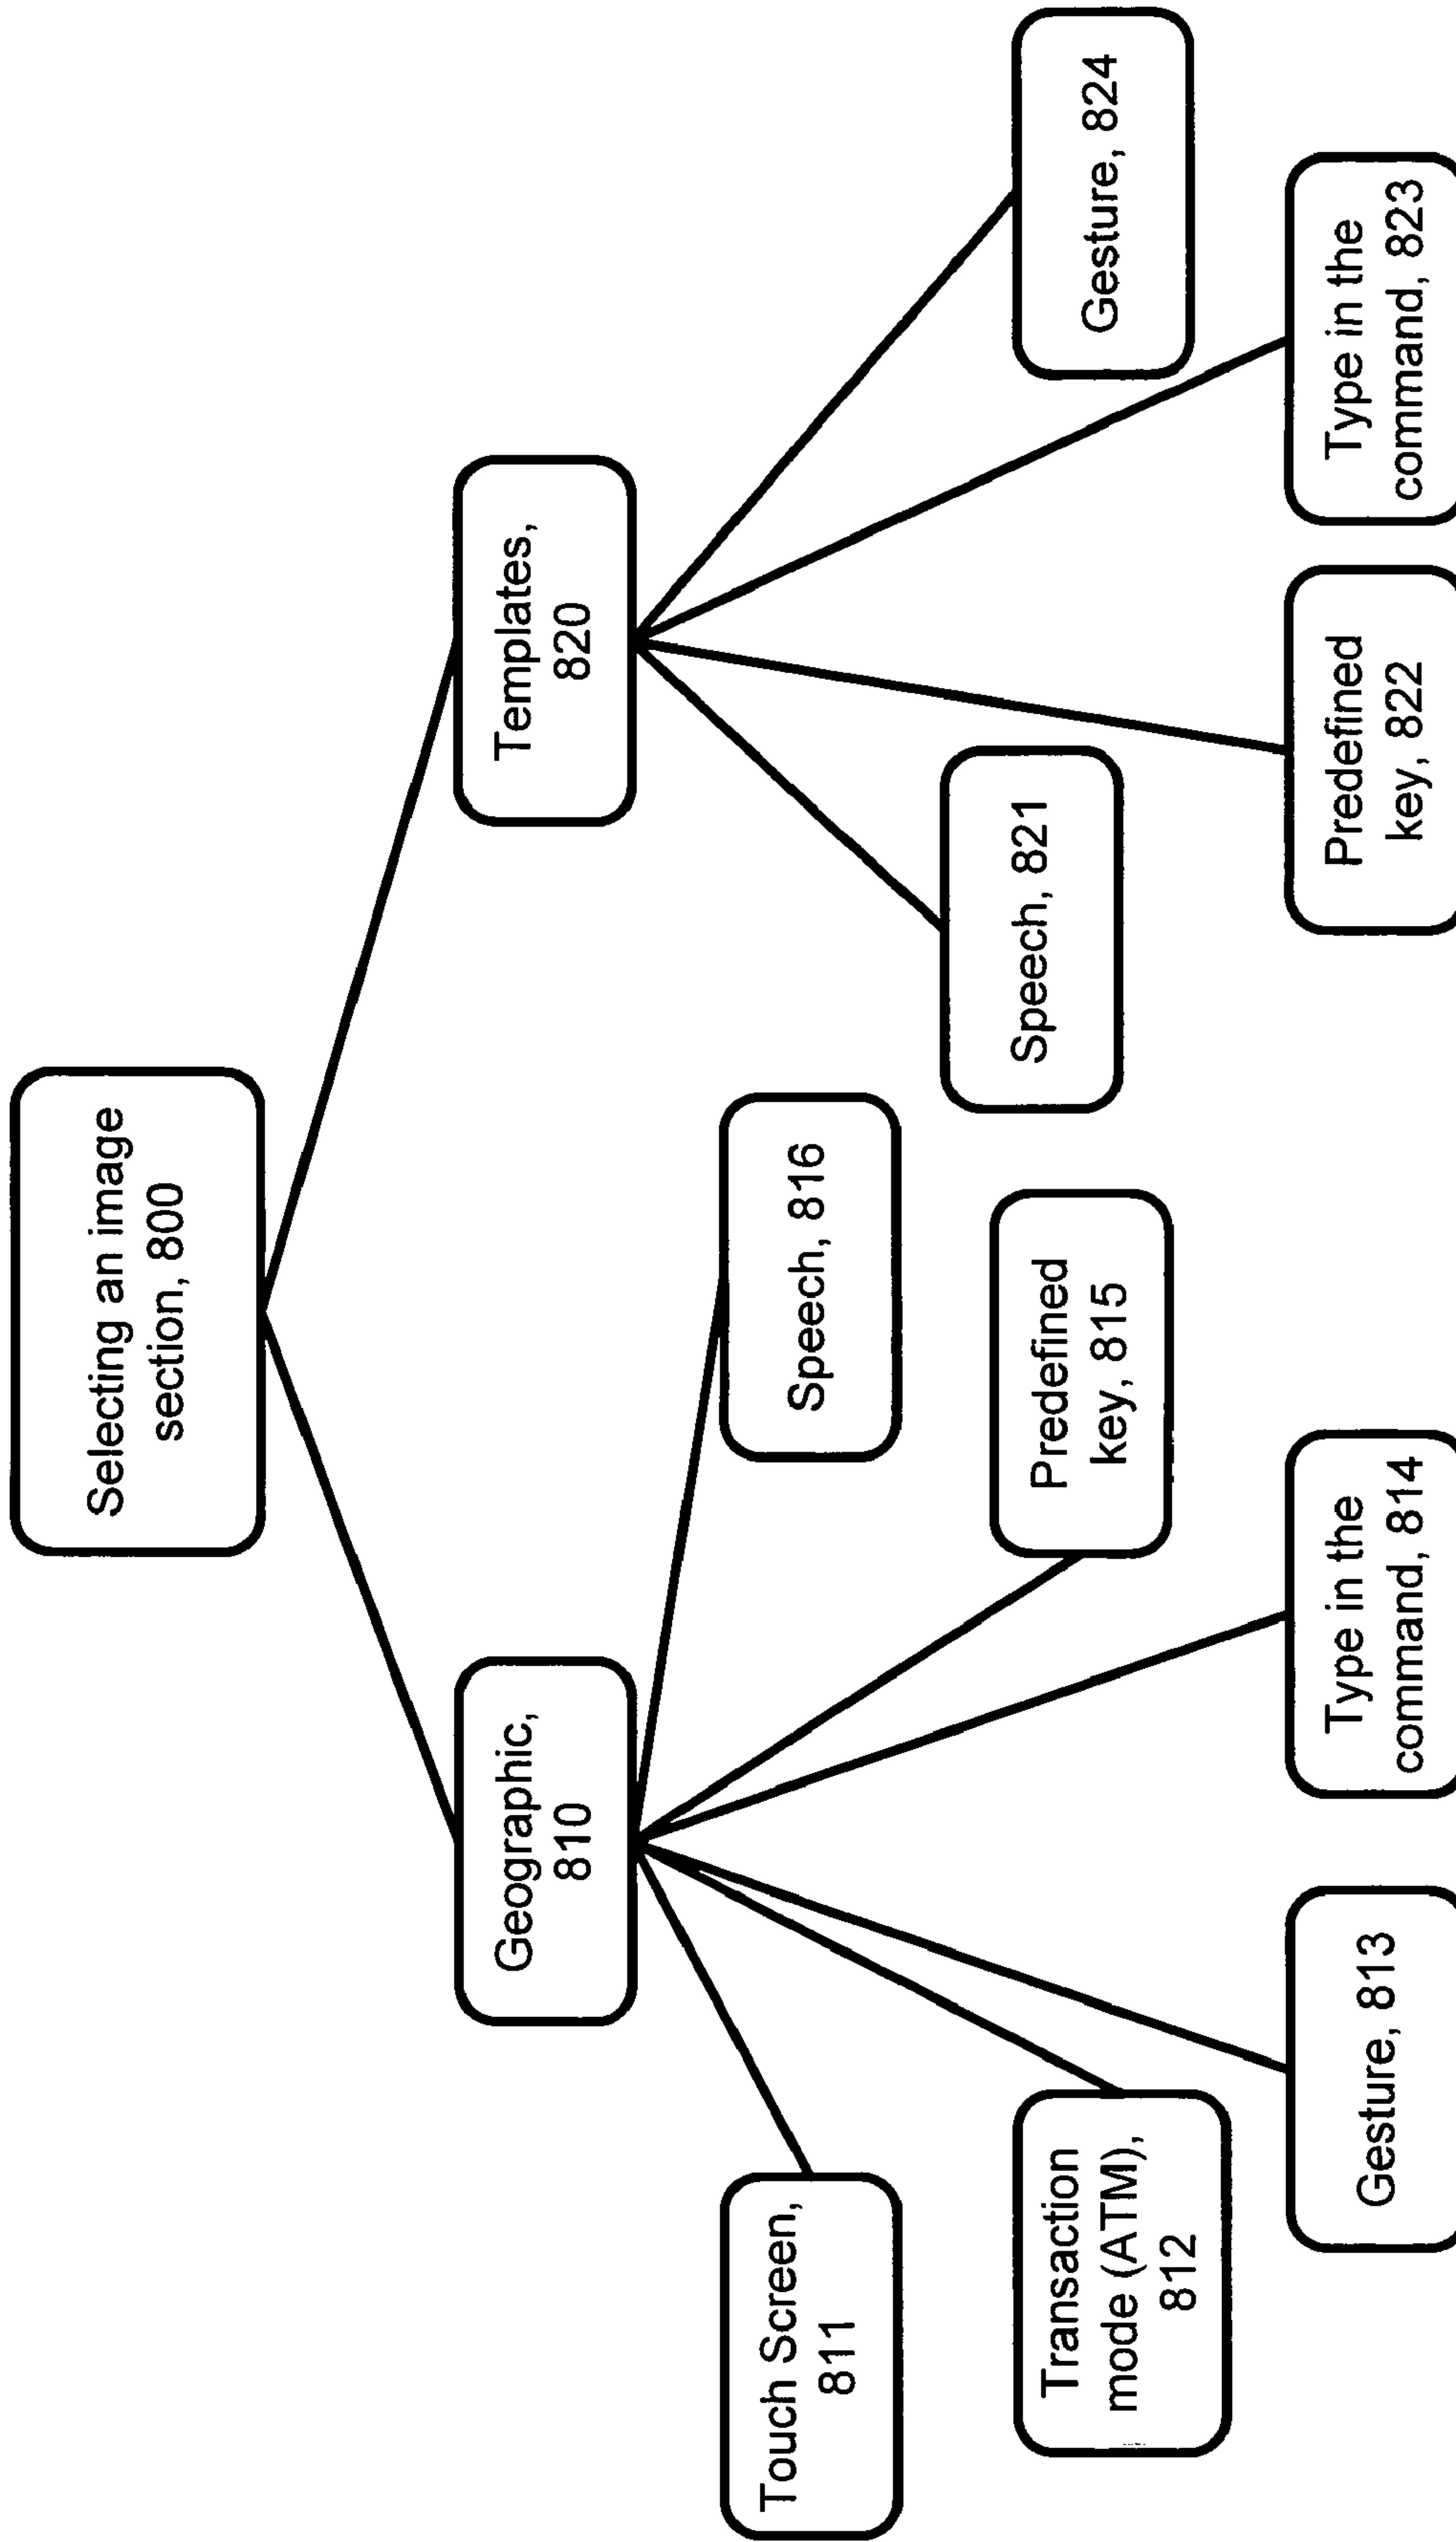 Selecting an image
section, 800
Geographic,
810
Templates,
820
Touch Screen,
811
Speech, 816
Speech, 821
Transaction
mode (ATM),
812
Predefined
key, 815
Gesture, 824
Gesture, 813
Type in the
command, 814
Predefined
key, 822
Type in the
command, 823